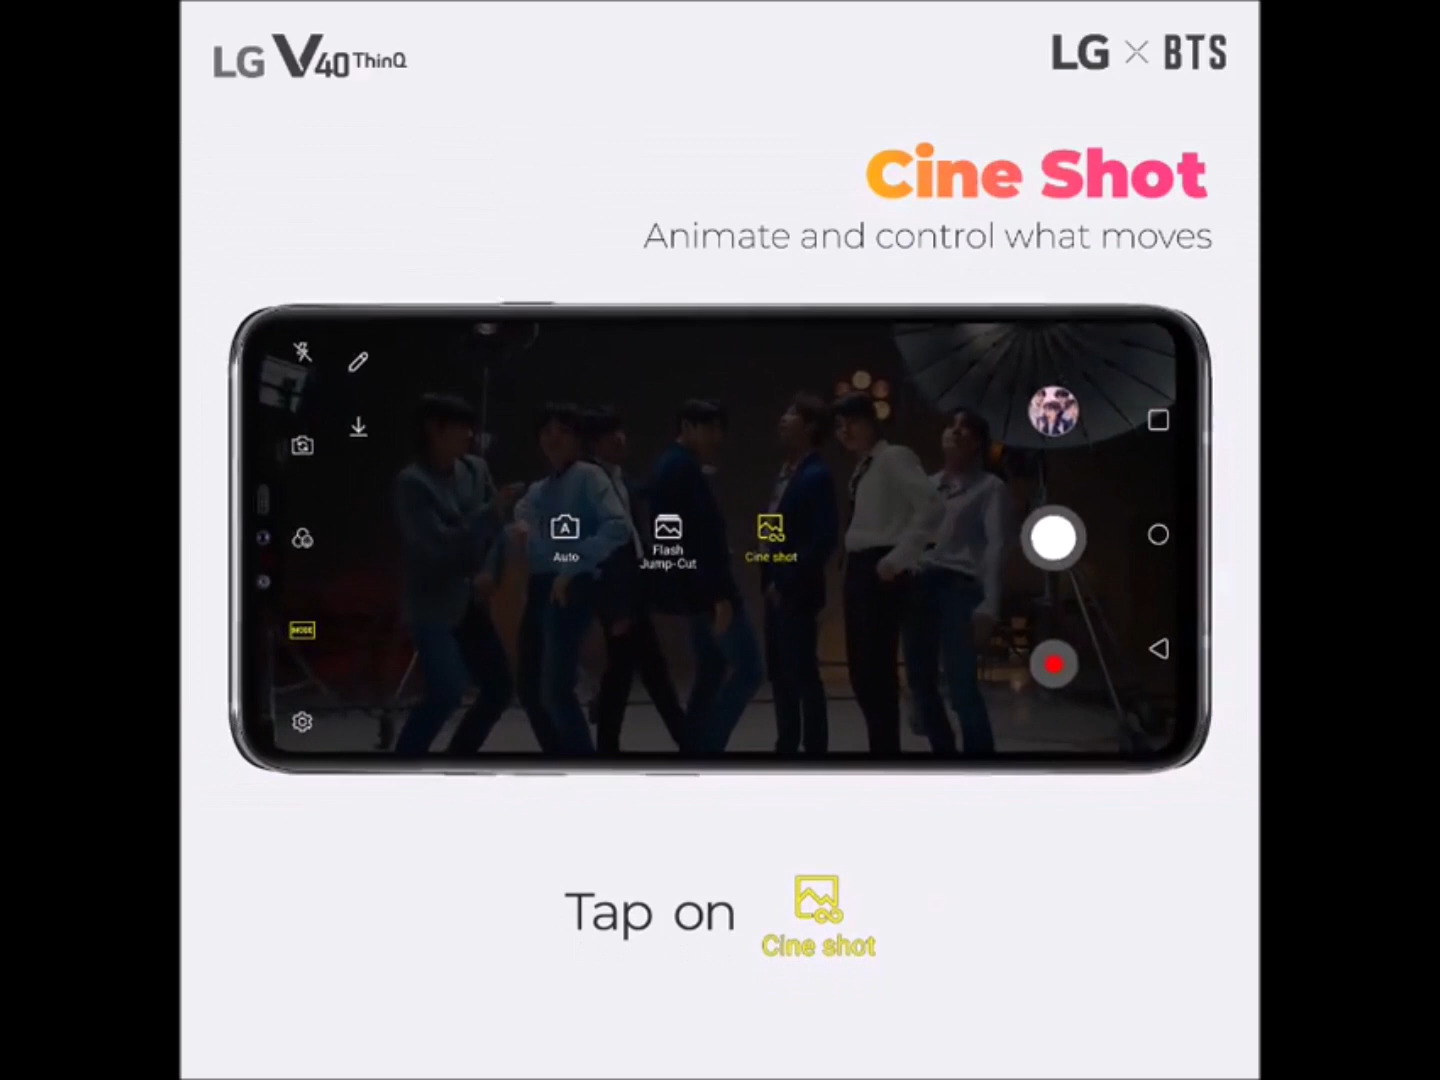 LG V40 ThinQ
LG × BTS
Cine Shot
Animate and control what moves
A
Auto
Flash
Jump-Cut
Cine shot
MODE
Tap on
Cine shot